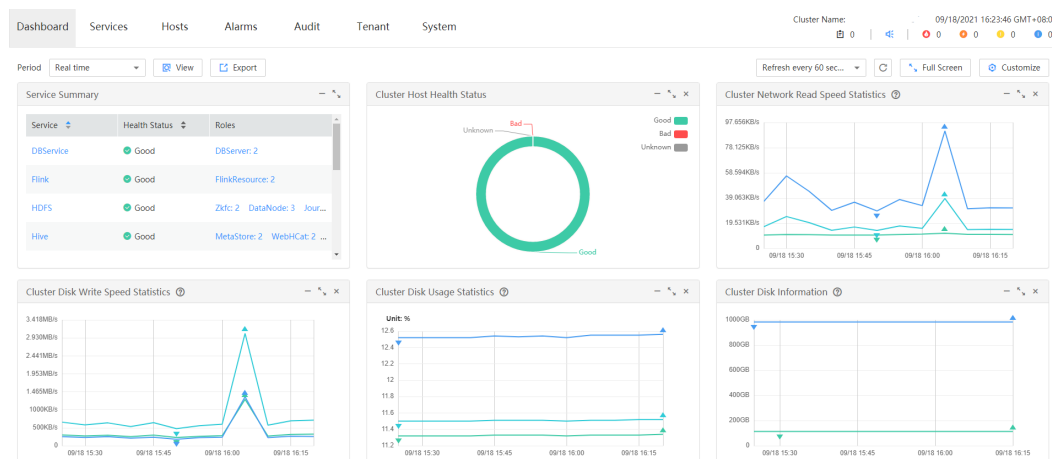 Dashboard Services Hosts Alarms Audit Tenant System
Cluster Name: 09/18/2021 16:23:46 GMT+08:0
0 0 0 0 0
Period Real time View Export Refresh every 60 sec... Full Screen Customize
Service Summary
Service Health Status Roles
DBService Good DBServer: 2
Flink Good FlinkResource: 2
HDFS Good Zkfc: 2 DataNode: 3 Jour...
Hive Good MetaStore: 2 WebHCat: 2 ...
Cluster Host Health Status
Bad
Unknown
Good
Good
Bad
Unknown
Cluster Network Read Speed Statistics
97.656KB/s
78.125KB/s
58.594KB/s
39.063KB/s
19.531KB/s
0
09/18 15:30 09/18 15:45 09/18 16:00 09/18 16:15
Cluster Disk Write Speed Statistics
3.418MB/s
2.930MB/s
2.441MB/s
1.953MB/s
1.465MB/s
1000KB/s
500KB/s
0
09/18 15:30 09/18 15:45 09/18 16:00 09/18 16:15
Cluster Disk Usage Statistics
Unit: %
12.6
12.4
12.2
12
11.8
11.6
11.4
11.2
09/18 15:30 09/18 15:45 09/18 16:00 09/18 16:15
Cluster Disk Information
1000GB
800GB
600GB
400GB
200GB
0
09/18 15:30 09/18 15:45 09/18 16:00 09/18 16:15